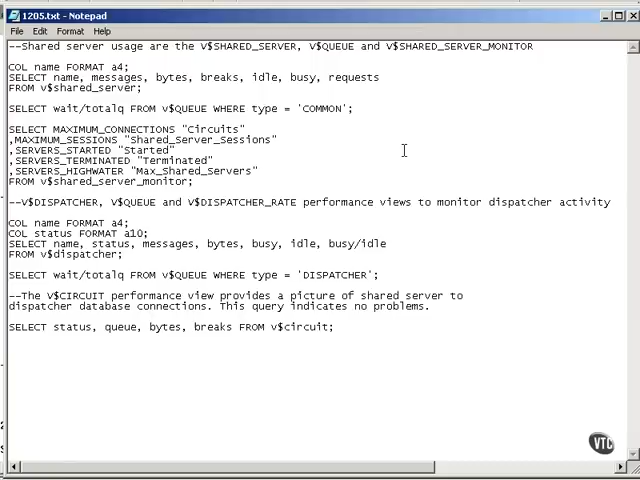 1205.txt - Notepad
File Edit Format Help
--Shared server usage are the V$SHARED_SERVER, V$QUEUE and V$SHARED_SERVER_MONITOR
COL name FORMAT a4;
SELECT name, messages, bytes, breaks, idle, busy, requests
FROM v$shared_server;
SELECT wait/totalq FROM v$QUEUE WHERE type = 'COMMON';
SELECT MAXIMUM_CONNECTIONS "Circuits"
,MAXIMUM_SESSIONS "Shared_Server_Sessions"
,SERVERS_STARTED "Started"
,SERVERS_TERMINATED "Terminated"
,SERVERS_HIGHWATER "Max_Shared_Servers"
FROM v$shared_server_monitor;
--V$DISPATCHER, V$QUEUE and V$DISPATCHER_RATE performance views to monitor dispatcher activity
COL name FORMAT a4;
COL status FORMAT a10;
SELECT name, status, messages, bytes, busy, idle, busy/idle
FROM v$dispatcher;
SELECT wait/totalq FROM v$QUEUE WHERE type = 'DISPATCHER';
--The V$CIRCUIT performance view provides a picture of shared server to
dispatcher database connections. This query indicates no problems.
SELECT status, queue, bytes, breaks FROM v$circuit;
VTC